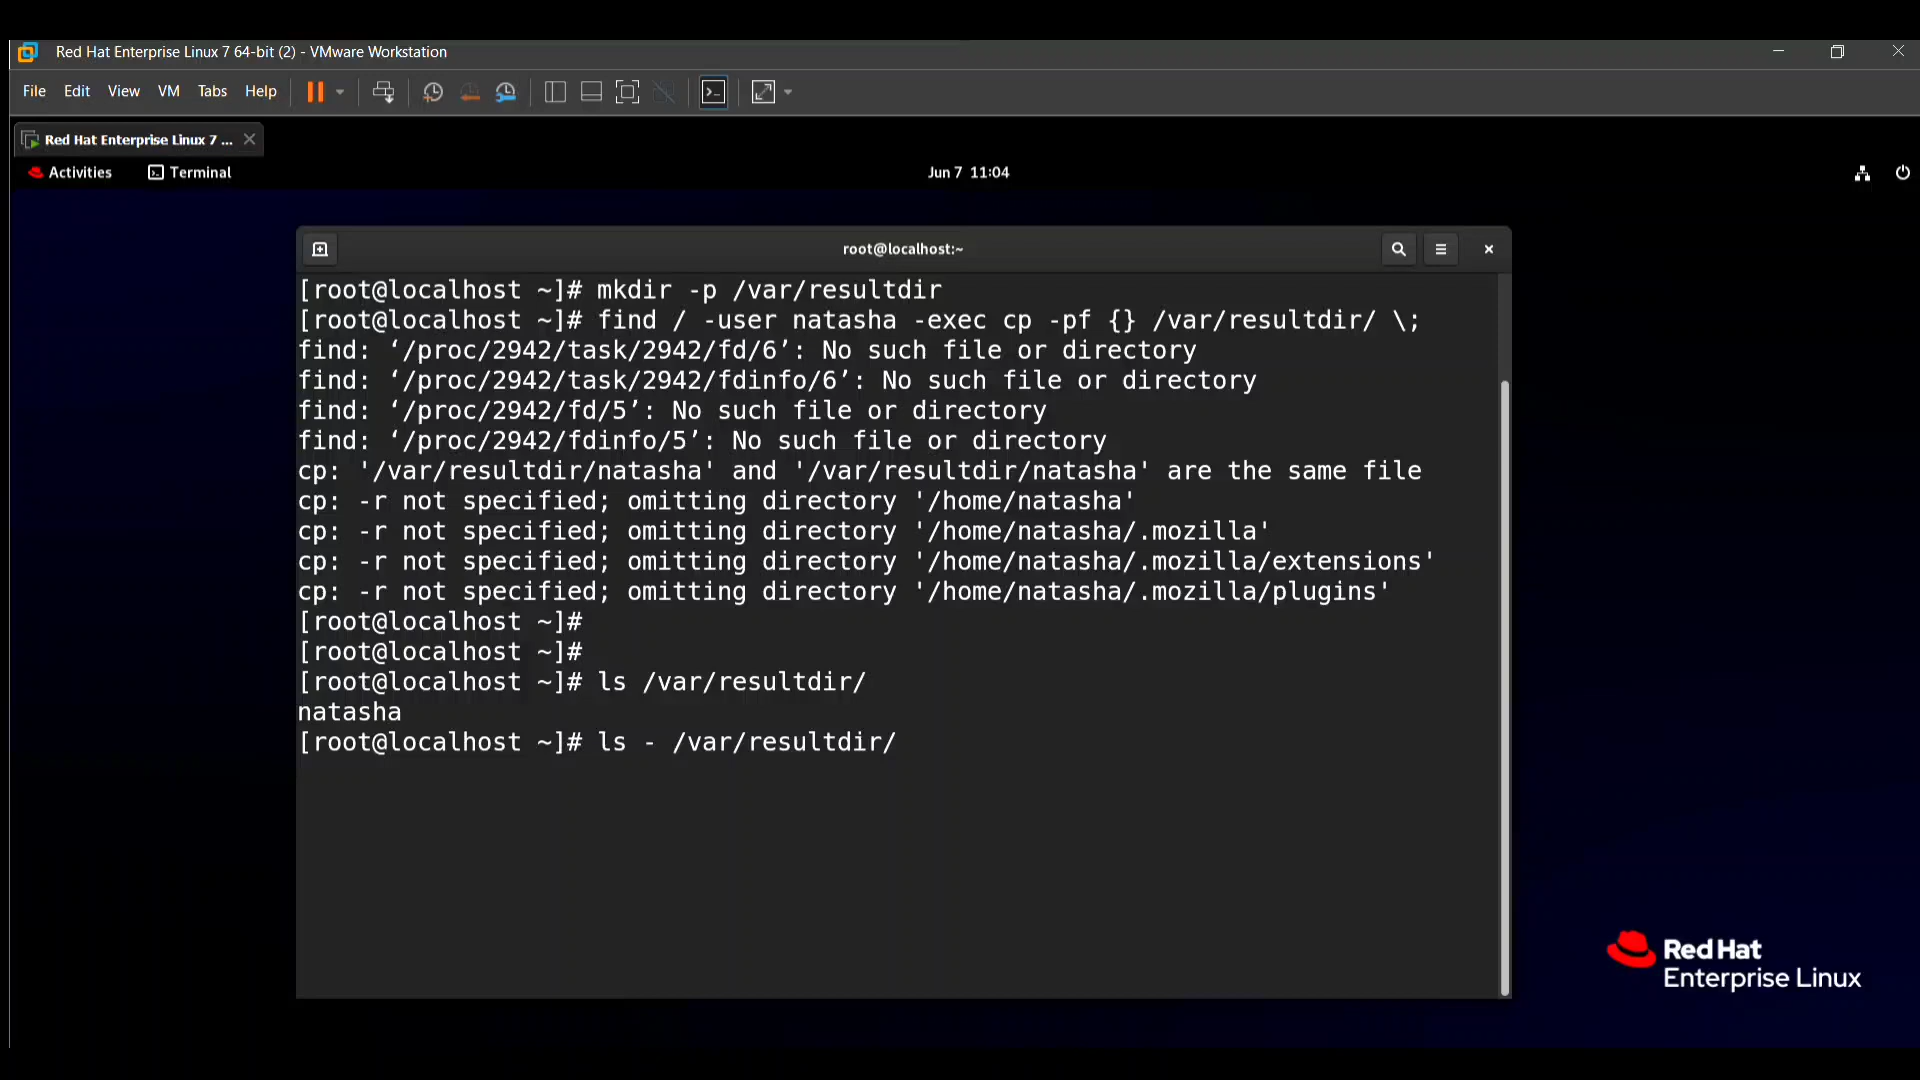 Red Hat Enterprise Linux 7 64-bit (2) - VMware Workstation
File Edit View VM Tabs Help
Red Hat Enterprise Linux 7 ...
Activities Terminal Jun 7 11:04
root@localhost:~
[root@localhost ~]# mkdir -p /var/resultdir
[root@localhost ~]# find / -user natasha -exec cp -pf {} /var/resultdir/ \;
find: ‘/proc/2942/task/2942/fd/6’: No such file or directory
find: ‘/proc/2942/task/2942/fdinfo/6’: No such file or directory
find: ‘/proc/2942/fd/5’: No such file or directory
find: ‘/proc/2942/fdinfo/5’: No such file or directory
cp: '/var/resultdir/natasha' and '/var/resultdir/natasha' are the same file
cp: -r not specified; omitting directory '/home/natasha'
cp: -r not specified; omitting directory '/home/natasha/.mozilla'
cp: -r not specified; omitting directory '/home/natasha/.mozilla/extensions'
cp: -r not specified; omitting directory '/home/natasha/.mozilla/plugins'
[root@localhost ~]#
[root@localhost ~]#
[root@localhost ~]# ls /var/resultdir/
natasha
[root@localhost ~]# ls - /var/resultdir/
Red Hat
Enterprise Linux